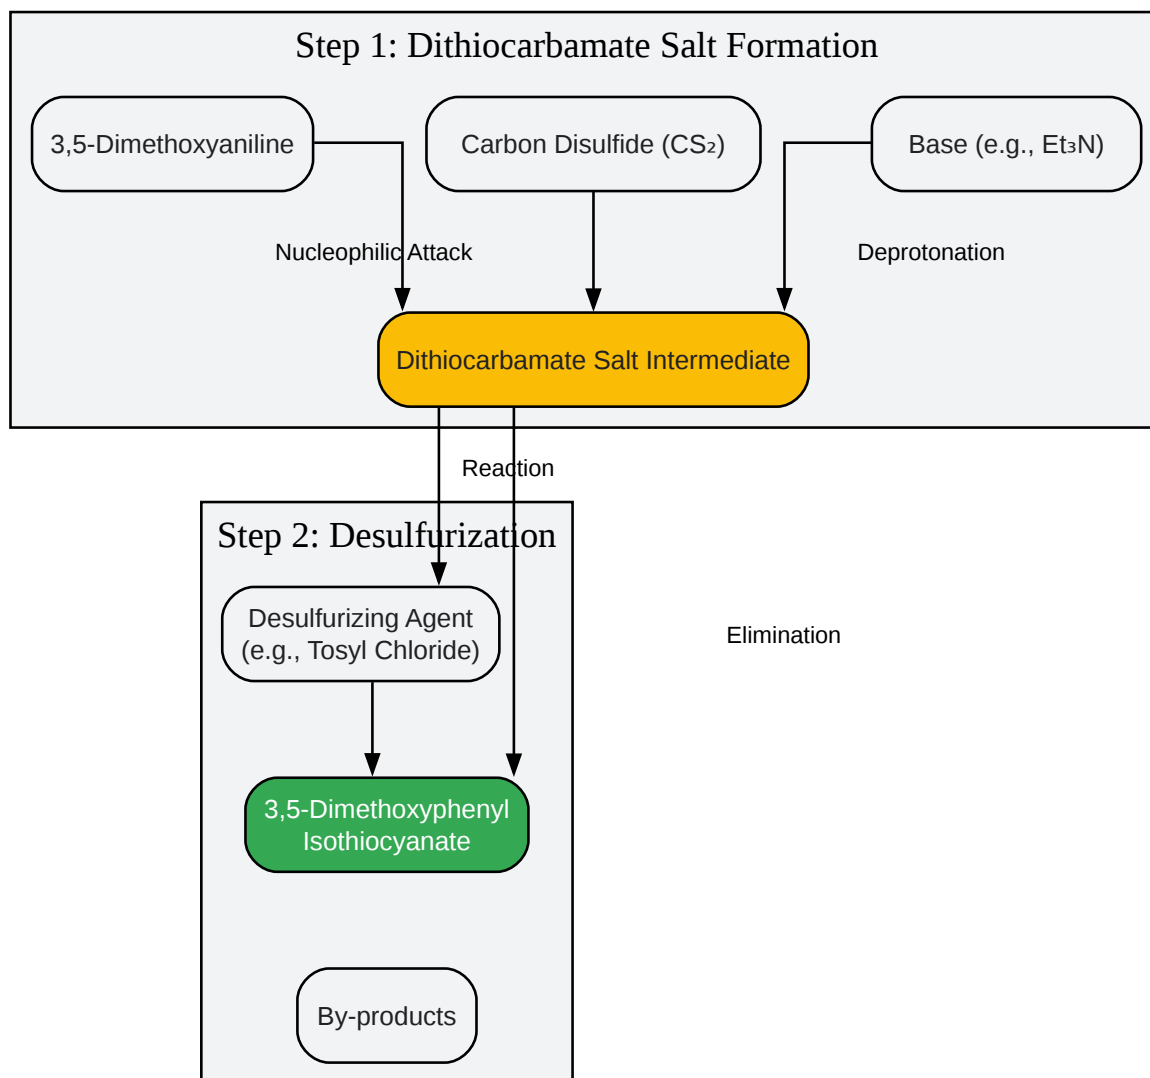 Step 1: Dithiocarbamate Salt Formation
3,5-Dimethoxyaniline
Carbon Disulfide (CS₂)
Base (e.g., Et₃N)
Nucleophilic Attack
Deprotonation
Dithiocarbamate Salt Intermediate
Reaction
Step 2: Desulfurization
Desulfurizing Agent
(e.g., Tosyl Chloride)
Elimination
3,5-Dimethoxyphenyl
Isothiocyanate
By-products